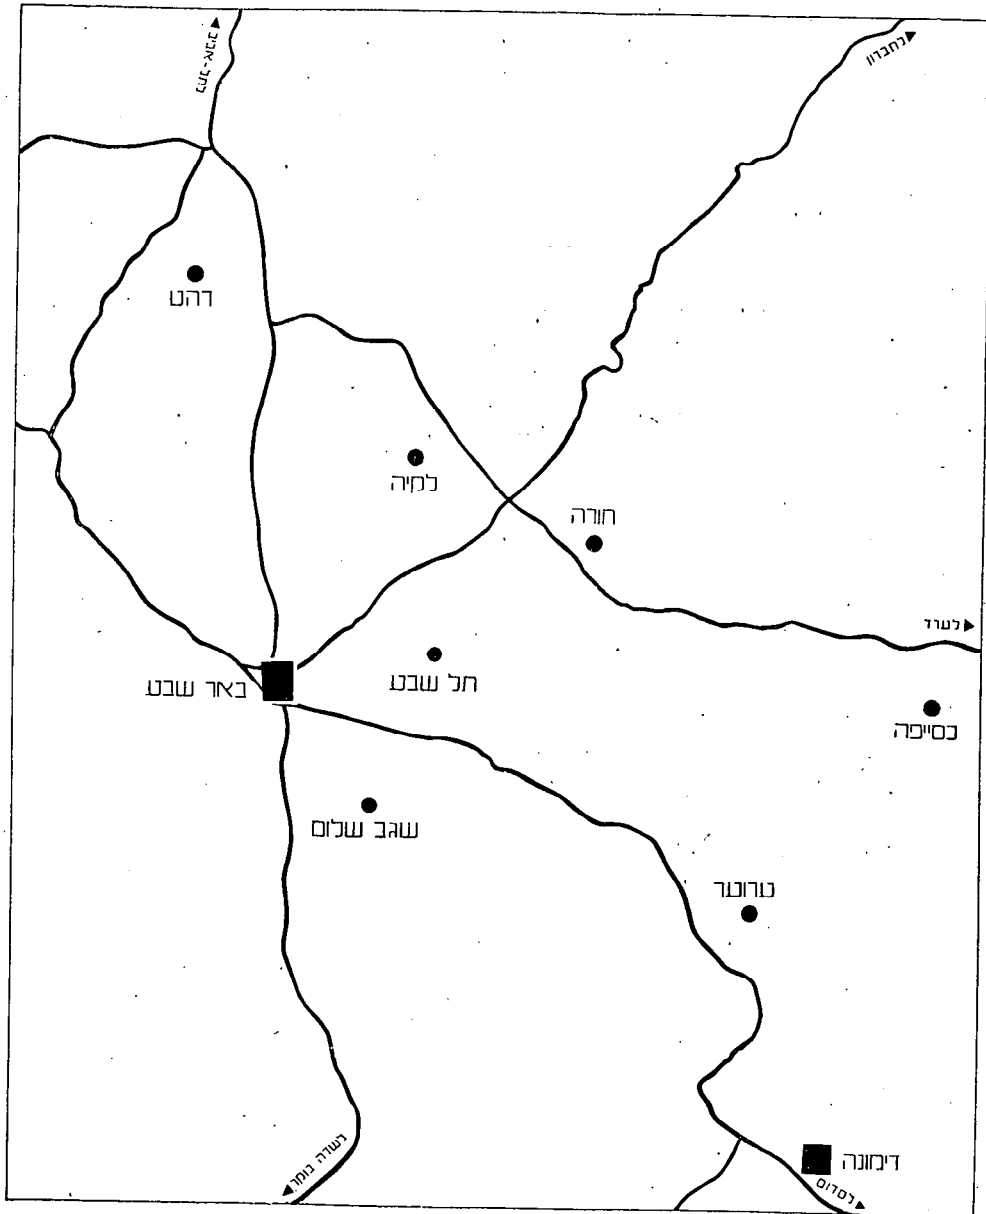 לתל-אביב
לחברון
רהט
לקיה
חורה
לערד
תל שבע
באר שבע
כסייפה
שגב שלום
ערוער
לשדה בוקר
דימונה
לסדום